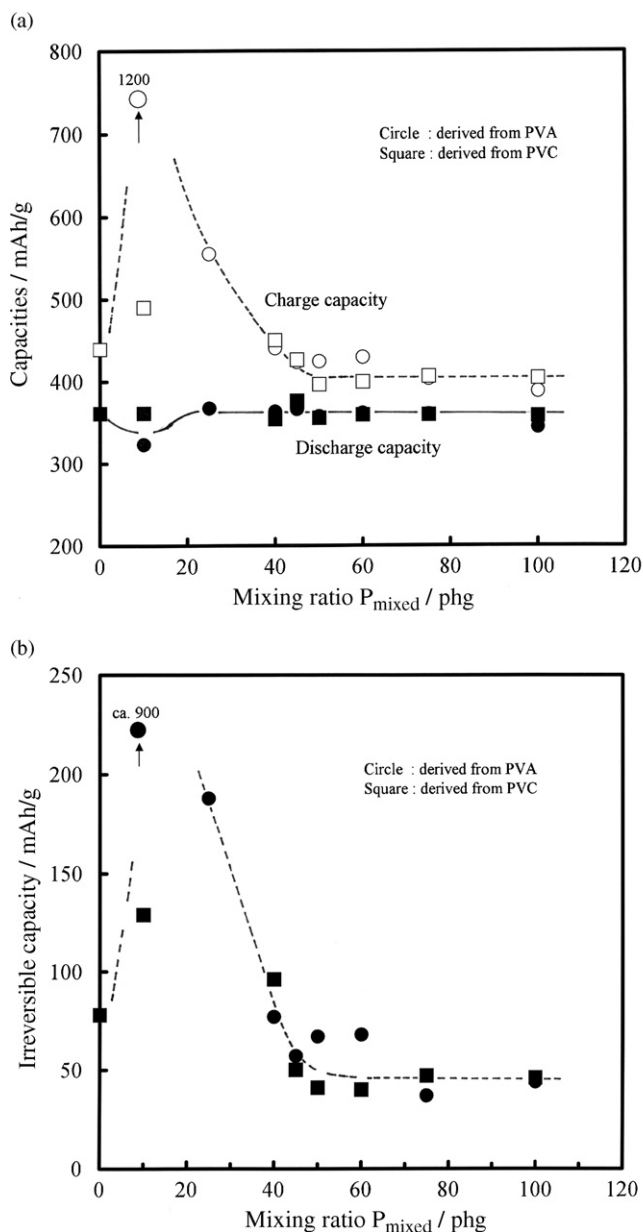 (a)
800
700
600
500
400
300
200
Capacities / mAh/g
1200
Circle : derived from PVA
Square : derived from PVC
Charge capacity
Discharge capacity
0
20
40
60
80
100
120
Mixing ratio P_mixed / phg
(b)
250
200
150
100
50
0
Irreversible capacity / mAh/g
ca. 900
Circle : derived from PVA
Square : derived from PVC
0
20
40
60
80
100
120
Mixing ratio P_mixed / phg